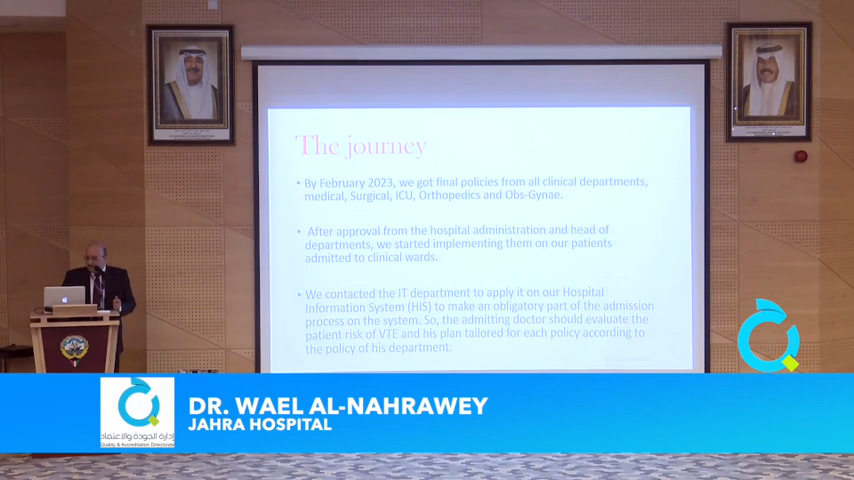 The journey
• By February 2023, we got final policies from all clinical departments,
medical, Surgical, ICU, Orthopedics and Obs-Gynae.
• After approval from the hospital administration and head of
departments, we started implementing them on our patients
admitted to clinical wards.
• We contacted the IT department to apply it on our Hospital
Information System (HIS) to make an obligatory part of the admission
process on the system. So, the admitting doctor should evaluate the
patient risk of VTE and his plan tailored for each policy according to
the policy of his department.
DR. WAEL AL-NAHRAWEY
JAHRA HOSPITAL
إدارة الجودة والاعتماد
Quality & Accreditation Directorate